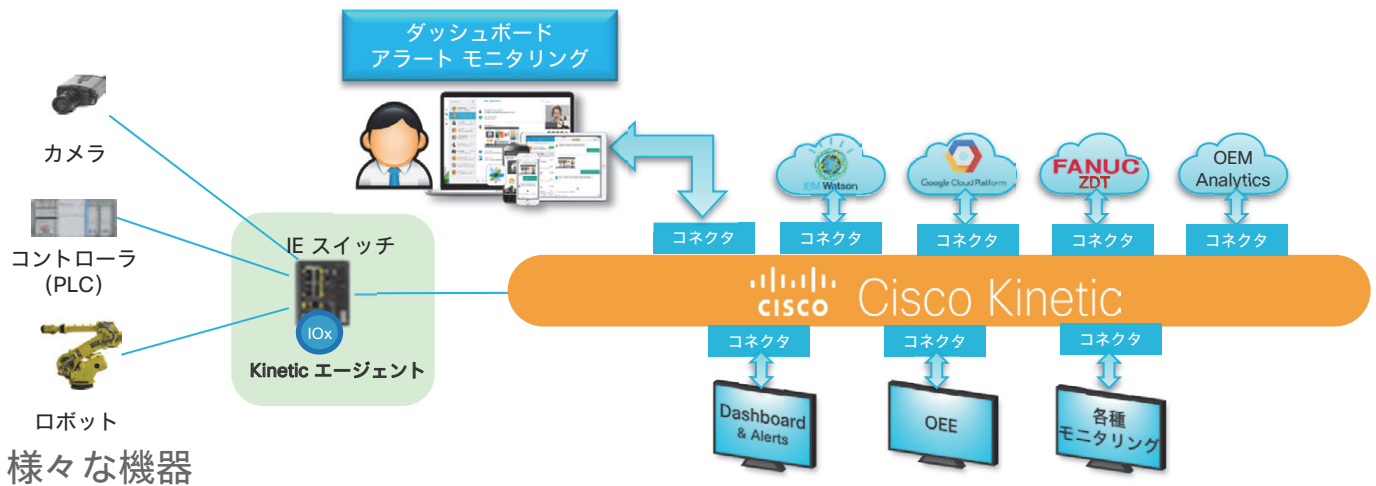 ダッシュボード
アラート モニタリング
カメラ
コントローラ
(PLC)
ロボット
様々な機器
IE スイッチ
IOx
Kinetic エージェント
IBM Watson
Google Cloud Platform
FANUC
ZDT
OEM
Analytics
コネクタ
コネクタ
コネクタ
コネクタ
コネクタ
CISCO
Cisco Kinetic
コネクタ
コネクタ
コネクタ
Dashboard
& Alerts
OEE
各種
モニタリング